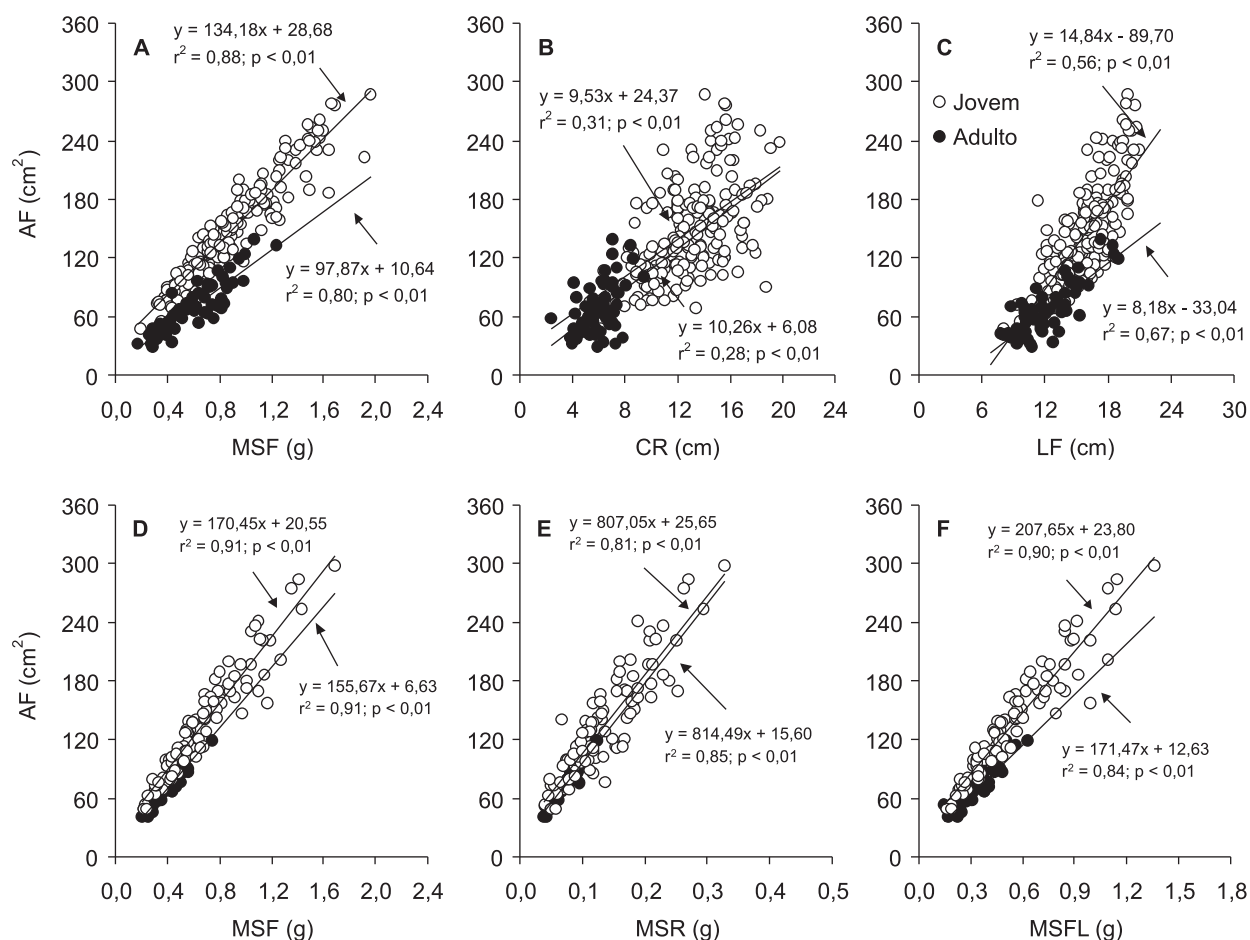 A
y = 134,18x + 28,68
r² = 0,88; p < 0,01
y = 97,87x + 10,64
r² = 0,80; p < 0,01
AF (cm²)
360
300
240
180
120
60
0
0,0 0,4 0,8 1,2 1,6 2,0 2,4
MSF (g)
B
y = 9,53x + 24,37
r² = 0,31; p < 0,01
y = 10,26x + 6,08
r² = 0,28; p < 0,01
360
300
240
180
120
60
0
0 4 8 12 16 20 24
CR (cm)
C
y = 14,84x - 89,70
r² = 0,56; p < 0,01
Jovem
Adulto
y = 8,18x - 33,04
r² = 0,67; p < 0,01
360
300
240
180
120
60
0
0 6 12 18 24 30
LF (cm)
D
y = 170,45x + 20,55
r² = 0,91; p < 0,01
y = 155,67x + 6,63
r² = 0,91; p < 0,01
AF (cm²)
360
300
240
180
120
60
0
0,0 0,4 0,8 1,2 1,6 2,0 2,4
MSF (g)
E
y = 807,05x + 25,65
r² = 0,81; p < 0,01
y = 814,49x + 15,60
r² = 0,85; p < 0,01
360
300
240
180
120
60
0
0,0 0,1 0,2 0,3 0,4 0,5
MSR (g)
F
y = 207,65x + 23,80
r² = 0,90; p < 0,01
y = 171,47x + 12,63
r² = 0,84; p < 0,01
360
300
240
180
120
60
0
0,0 0,3 0,6 0,9 1,2 1,5 1,8
MSFL (g)